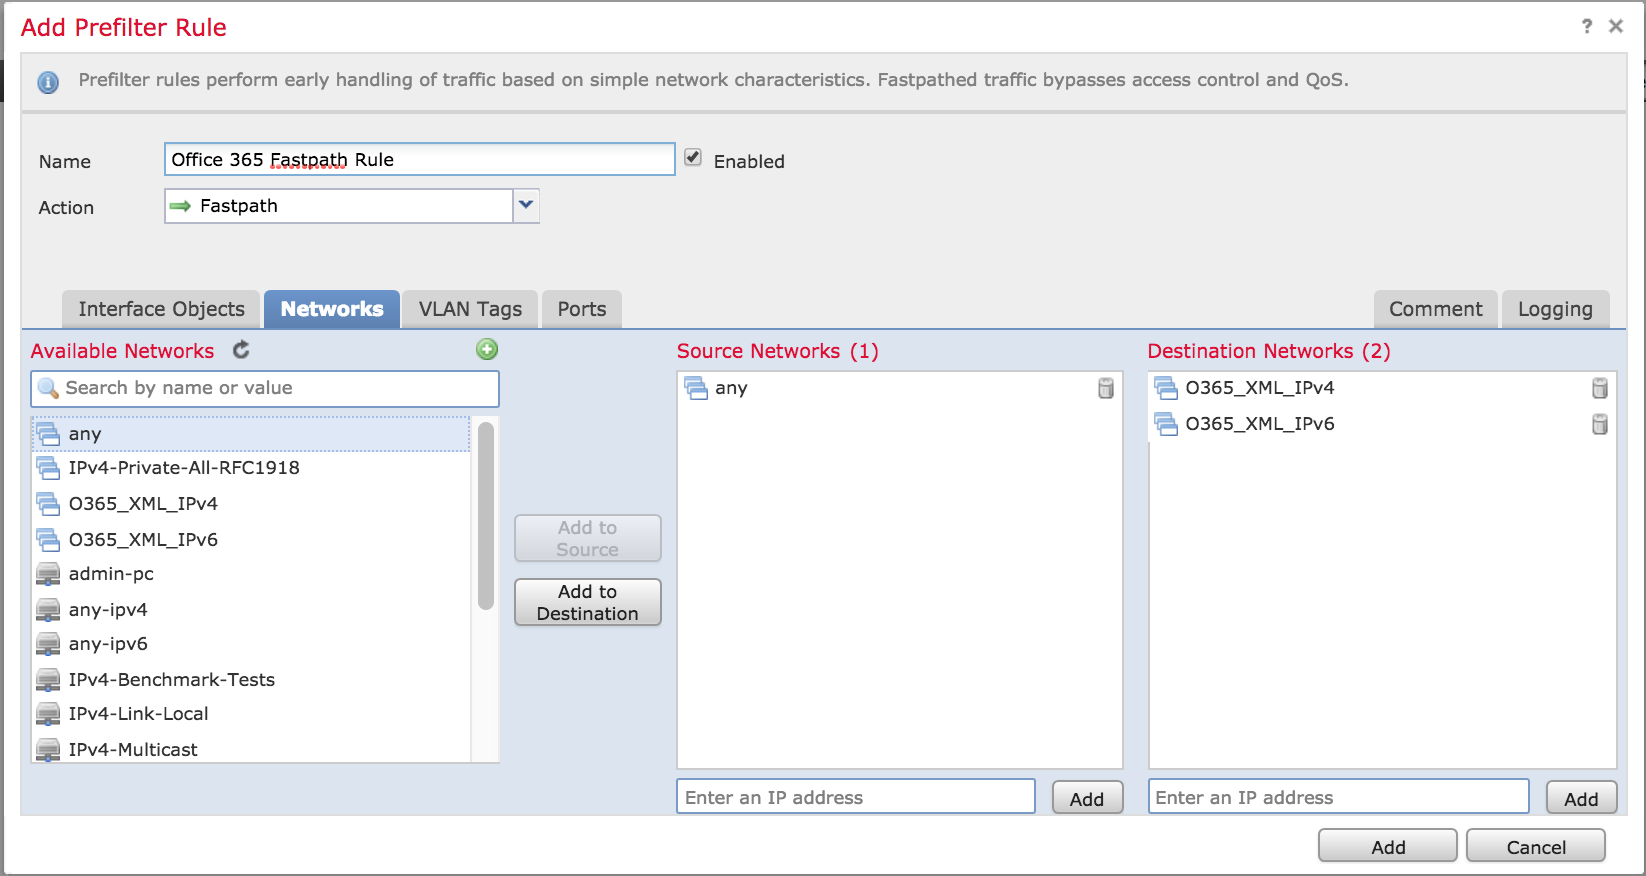 Add Prefilter Rule
?
Prefilter rules perform early handling of traffic based on simple network characteristics. Fastpathed traffic bypasses access control and QoS.
Name
Office 365 Fastpath Rule
Enabled
Action
Fastpath
Interface Objects
Networks
VLAN Tags
Ports
Comment
Logging
Available Networks
Search by name or value
any
IPv4-Private-All-RFC1918
O365_XML_IPv4
O365_XML_IPv6
admin-pc
any-ipv4
any-ipv6
IPv4-Benchmark-Tests
IPv4-Link-Local
IPv4-Multicast
Add to
Source
Add to
Destination
Source Networks (1)
any
Enter an IP address
Add
Destination Networks (2)
O365_XML_IPv4
O365_XML_IPv6
Enter an IP address
Add
Add
Cancel